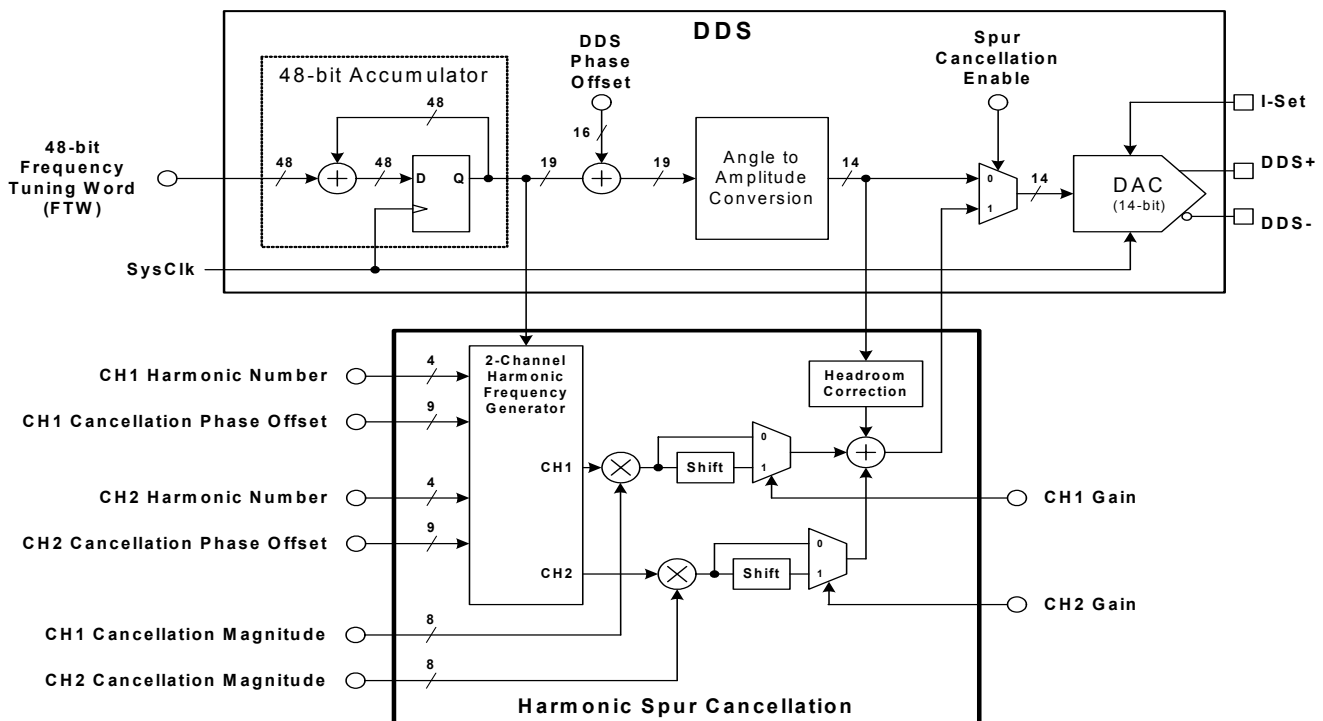 DDS
48-bit Accumulator
DDS
Phase
Offset
Spur
Cancellation
Enable
48
16
I-Set
48-bit
Frequency
Tuning Word
(FTW)
48
48
D
Q
19
19
Angle to
Amplitude
Conversion
14
0
1
14
DAC
(14-bit)
DDS+
DDS-
SysClk
2-Channel
Harmonic
Frequency
Generator
CH1 Harmonic Number
4
CH1 Cancellation Phase Offset
9
Headroom
Correction
CH1
0
Shift
1
CH2 Harmonic Number
4
CH1 Gain
CH2 Cancellation Phase Offset
9
CH2
0
Shift
1
CH2 Gain
CH1 Cancellation Magnitude
8
CH2 Cancellation Magnitude
8
Harmonic Spur Cancellation